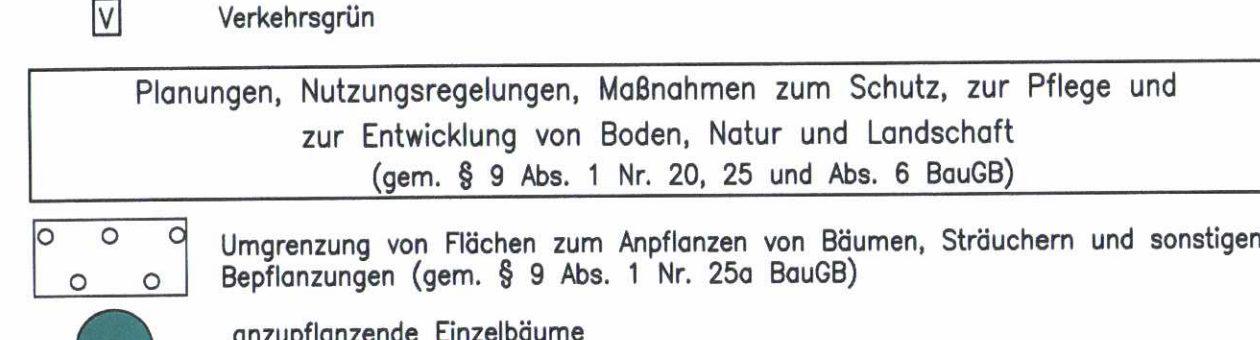 V Verkehrsgrün
Planungen, Nutzungsregelungen, Maßnahmen zum Schutz, zur Pflege und
zur Entwicklung von Boden, Natur und Landschaft
(gem. § 9 Abs. 1 Nr. 20, 25 und Abs. 6 BauGB)
Umgrenzung von Flächen zum Anpflanzen von Bäumen, Sträuchern und sonstigen
Bepflanzungen (gem. § 9 Abs. 1 Nr. 25a BauGB)
anzupflanzende Einzelbäume